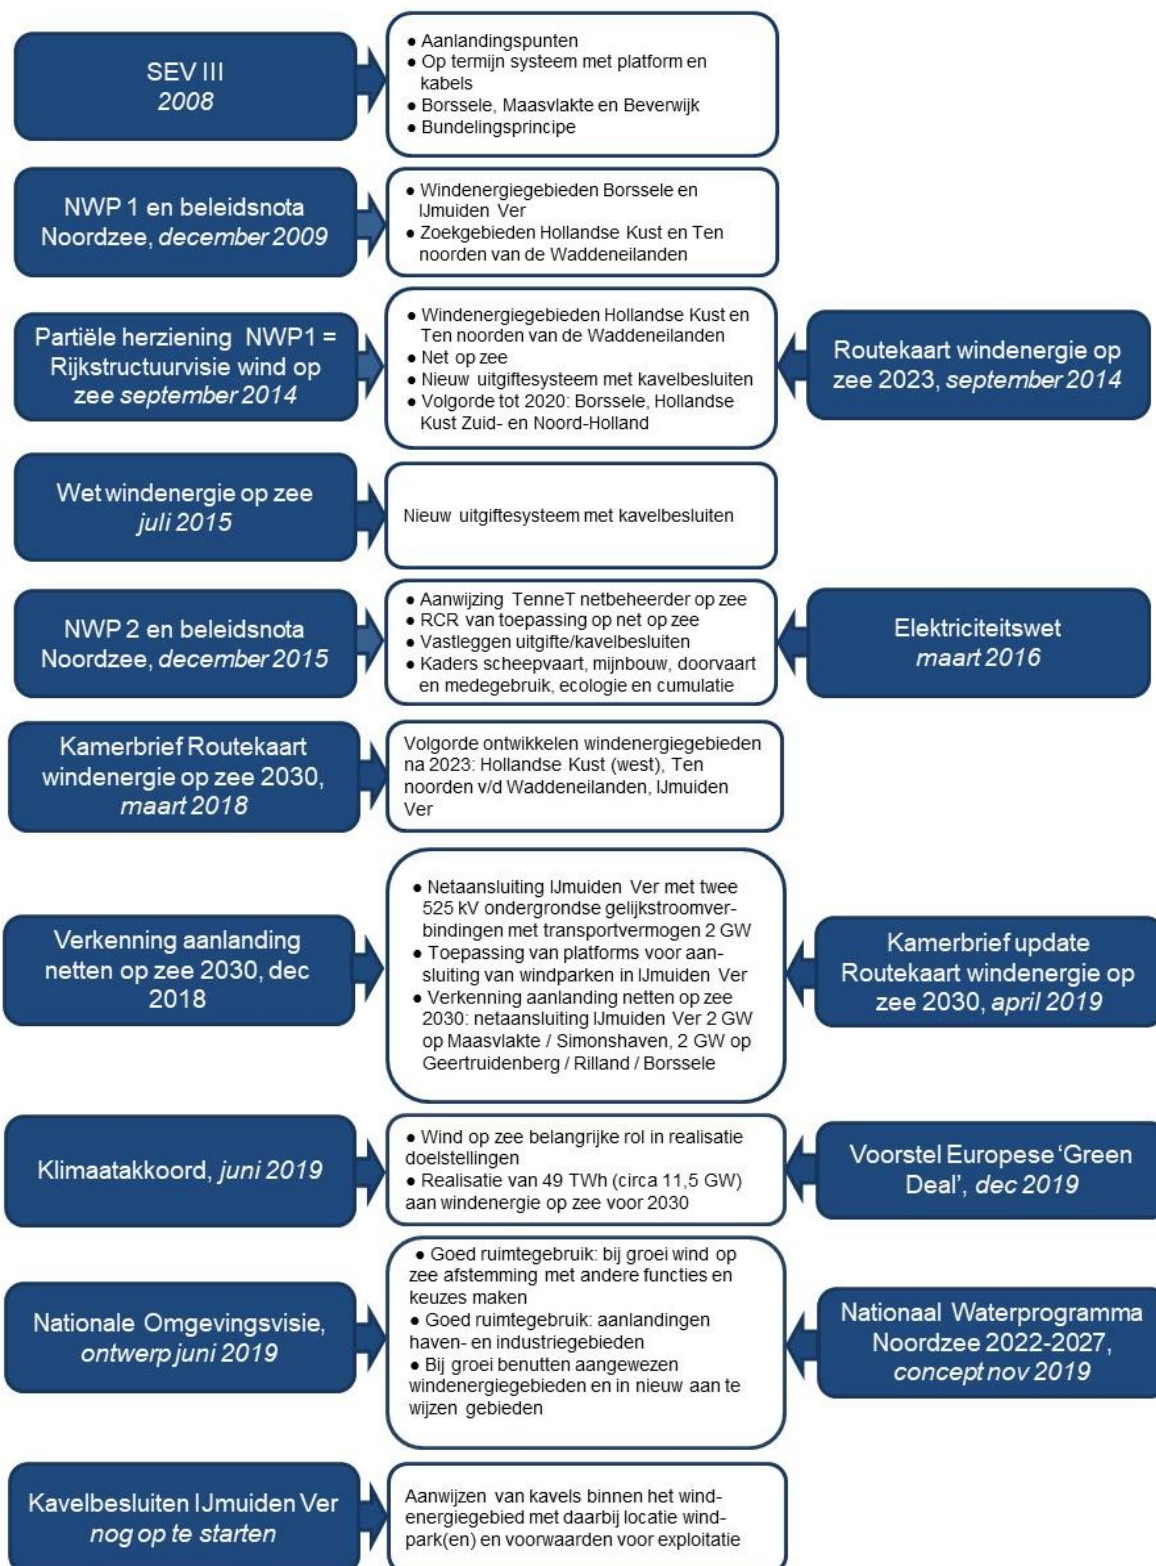 SEV III
2008
● Aanlandingspunten
● Op termijn systeem met platform en
kabels
● Borssele, Maasvlakte en Beverwijk
● Bundelingsprincipe
NWP 1 en beleidsnota
Noordzee, december 2009
● Windenergiegebieden Borssele en
IJmuiden Ver
● Zoekgebieden Hollandse Kust en Ten
noorden van de Waddeneilanden
Partiële herziening NWP1 =
Rijkstructuurvisie wind op
zee september 2014
● Windenergiegebieden Hollandse Kust en
Ten noorden van de Waddeneilanden
● Net op zee
● Nieuw uitgiftesysteem met kavelbesluiten
● Volgorde tot 2020: Borssele, Hollandse
Kust Zuid- en Noord-Holland
Routekaart windenergie op
zee 2023, september 2014
Wet windenergie op zee
juli 2015
Nieuw uitgiftesysteem met kavelbesluiten
NWP 2 en beleidsnota
Noordzee, december 2015
● Aanwijzing TenneT netbeheerder op zee
● RCR van toepassing op net op zee
● Vastleggen uitgifte/kavelbesluiten
● Kaders scheepvaart, mijnbouw, doorvaart
en medegebruik, ecologie en cumulatie
Elektriciteitswet
maart 2016
Kamerbrief Routekaart
windenergie op zee 2030,
maart 2018
Volgorde ontwikkelen windenergiegebieden
na 2023: Hollandse Kust (west), Ten
noorden v/d Waddeneilanden, IJmuiden
Ver
Verkenning aanlanding
netten op zee 2030, dec
2018
● Netaansluiting IJmuiden Ver met twee
525 kV ondergrondse gelijkstroomver-
bindingen met transportvermogen 2 GW
● Toepassing van platforms voor aan-
sluiting van windparken in IJmuiden Ver
● Verkenning aanlanding netten op zee
2030: netaansluiting IJmuiden Ver 2 GW
op Maasvlakte / Simonshaven, 2 GW op
Geertruidenberg / Rilland / Borssele
Kamerbrief update
Routekaart windenergie op
zee 2030, april 2019
Klimaatakkoord, juni 2019
● Wind op zee belangrijke rol in realisatie
doelstellingen
● Realisatie van 49 TWh (circa 11,5 GW)
aan windenergie op zee voor 2030
Voorstel Europese ‘Green
Deal’, dec 2019
Nationale Omgevingsvisie,
ontwerp juni 2019
● Goed ruimtegebruik: bij groei wind op
zee afstemming met andere functies en
keuzes maken
● Goed ruimtegebruik: aanlandingen
haven- en industriegebieden
● Bij groei benutten aangewezen
windenergiegebieden en in nieuw aan te
wijzen gebieden
Nationaal Waterprogramma
Noordzee 2022-2027,
concept nov 2019
Kavelbesluiten IJmuiden Ver
nog op te starten
Aanwijzen van kavels binnen het wind-
energiegebied met daarbij locatie wind-
park(en) en voorwaarden voor exploitatie